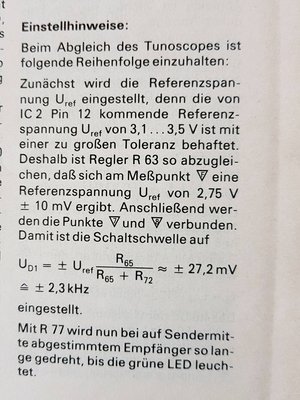 Einstellhinweise:
Beim Abgleich des Tunoscopes ist
folgende Reihenfolge einzuhalten:
Zunächst wird die Referenzspan-
nung Uref eingestellt, denn die von
IC 2 Pin 12 kommende Referenz-
spannung Uref von 3,1...3,5 V ist mit
einer zu großen Toleranz behaftet.
Deshalb ist Regler R 63 so abzuglei-
chen, daß sich am Meßpunkt eine
Referenzspannung Uref von 2,75 V
± 10 mV ergibt. Anschließend wer-
den die Punkte und verbunden.
Damit ist die Schaltschwelle auf
UD1 = ± Uref R65 / (R65 + R72) ≈ ± 27,2 mV
≙ ± 2,3 kHz
eingestellt.
Mit R 77 wird nun bei auf Sendermit-
te abgestimmtem Empfänger so lan-
ge gedreht, bis die grüne LED leuch-
tet.